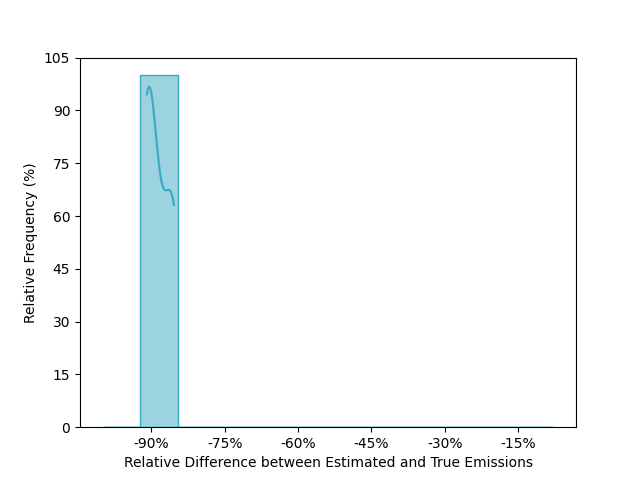 105
90
75
60
45
30
15
0
Relative Frequency (%)
-90% -75% -60% -45% -30% -15%
Relative Difference between Estimated and True Emissions